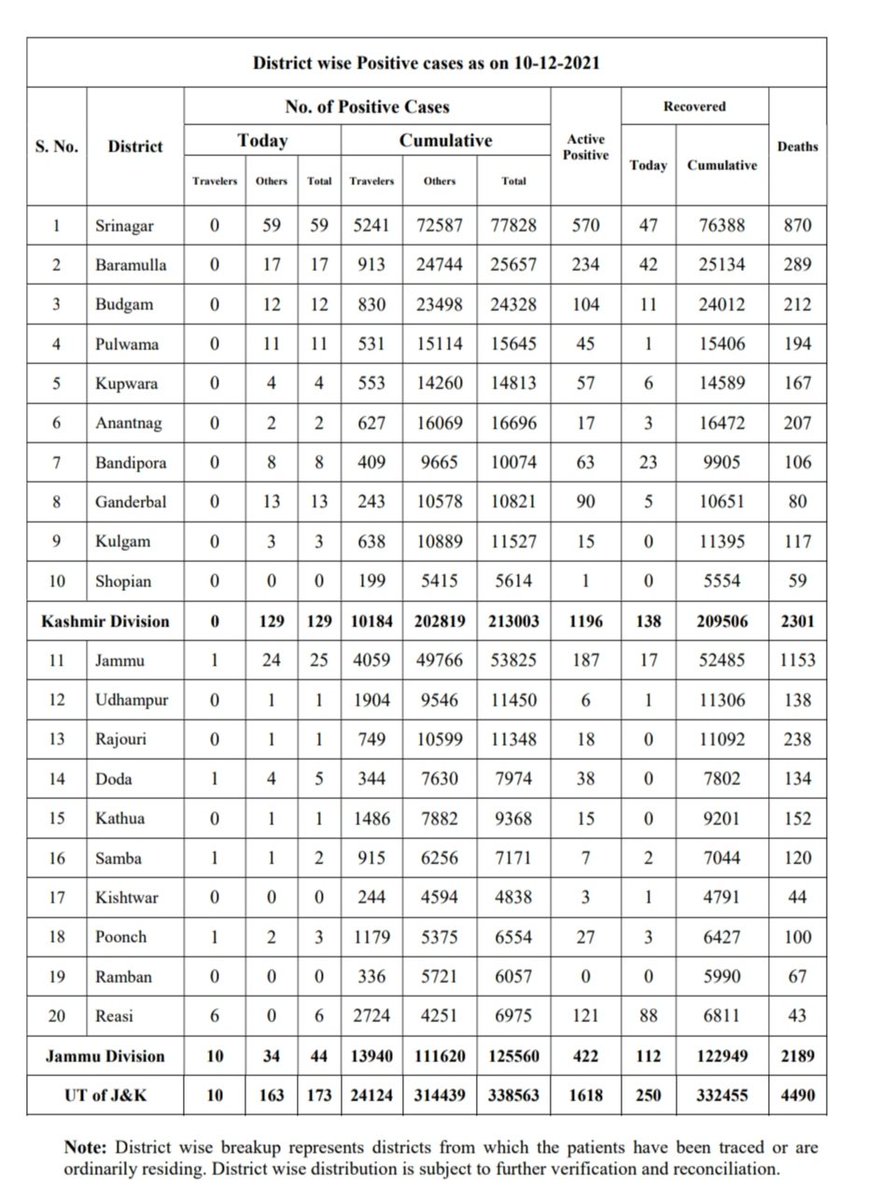 District wise Positive cases as on 10-12-2021
S. No. District No. of Positive Cases Active Positive Recovered Deaths
Today Cumulative Today Cumulative
Travelers Others Total Travelers Others Total
1 Srinagar 0 59 59 5241 72587 77828 570 47 76388 870
2 Baramulla 0 17 17 913 24744 25657 234 42 25134 289
3 Budgam 0 12 12 830 23498 24328 104 11 24012 212
4 Pulwama 0 11 11 531 15114 15645 45 1 15406 194
5 Kupwara 0 4 4 553 14260 14813 57 6 14589 167
6 Anantnag 0 2 2 627 16069 16696 17 3 16472 207
7 Bandipora 0 8 8 409 9665 10074 63 23 9905 106
8 Ganderbal 0 13 13 243 10578 10821 90 5 10651 80
9 Kulgam 0 3 3 638 10889 11527 15 0 11395 117
10 Shopian 0 0 0 199 5415 5614 1 0 5554 59
Kashmir Division 0 129 129 10184 202819 213003 1196 138 209506 2301
11 Jammu 1 24 25 4059 49766 53825 187 17 52485 1153
12 Udhampur 0 1 1 1904 9546 11450 6 1 11306 138
13 Rajouri 0 1 1 749 10599 11348 18 0 11092 238
14 Doda 1 4 5 344 7630 7974 38 0 7802 134
15 Kathua 0 1 1 1486 7882 9368 15 0 9201 152
16 Samba 1 1 2 915 6256 7171 7 2 7044 120
17 Kishtwar 0 0 0 244 4594 4838 3 1 4791 44
18 Poonch 1 2 3 1179 5375 6554 27 3 6427 100
19 Ramban 0 0 0 336 5721 6057 0 0 5990 67
20 Reasi 6 0 6 2724 4251 6975 121 88 6811 43
Jammu Division 10 34 44 13940 111620 125560 422 112 122949 2189
UT of J&K 10 163 173 24124 314439 338563 1618 250 332455 4490
Note: District wise breakup represents districts from which the patients have been traced or are
ordinarily residing. District wise distribution is subject to further verification and reconciliation.